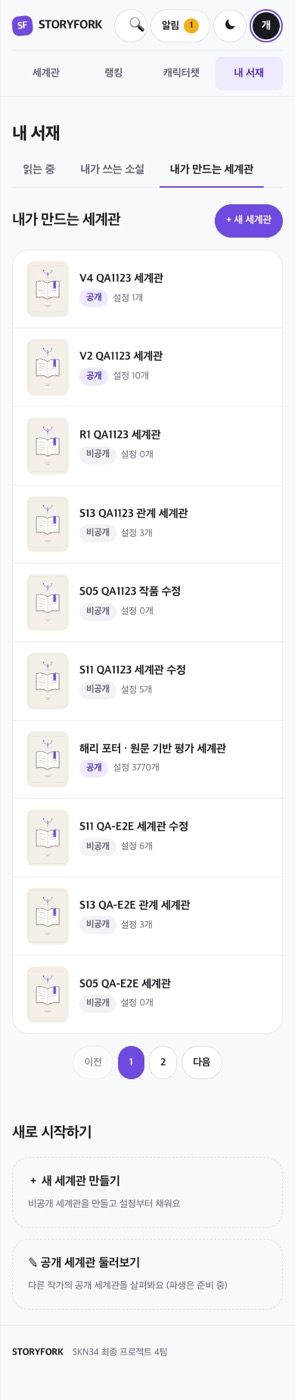 SF STORYFORK 알림 1 개
세계관 랭킹 캐릭터챗 내 서재
내 서재
읽는 중 내가 쓰는 소설 내가 만드는 세계관
내가 만드는 세계관 + 새 세계관
V4 QA1123 세계관
공개 설정 1개
V2 QA1123 세계관
공개 설정 10개
R1 QA1123 세계관
비공개 설정 0개
S13 QA1123 관계 세계관
비공개 설정 3개
S05 QA1123 작품 수정
비공개 설정 0개
S11 QA1123 세계관 수정
비공개 설정 5개
해리 포터 · 원문 기반 평가 세계관
공개 설정 3770개
S11 QA-E2E 세계관 수정
비공개 설정 6개
S13 QA-E2E 관계 세계관
비공개 설정 3개
S05 QA-E2E 세계관
비공개 설정 0개
이전 1 2 다음
새로 시작하기
+ 새 세계관 만들기
비공개 세계관을 만들고 설정부터 채워요
✎ 공개 세계관 둘러보기
다른 작가의 공개 세계관을 살펴봐요 (파생은 준비 중)
STORYFORK SKN34 최종 프로젝트 4팀